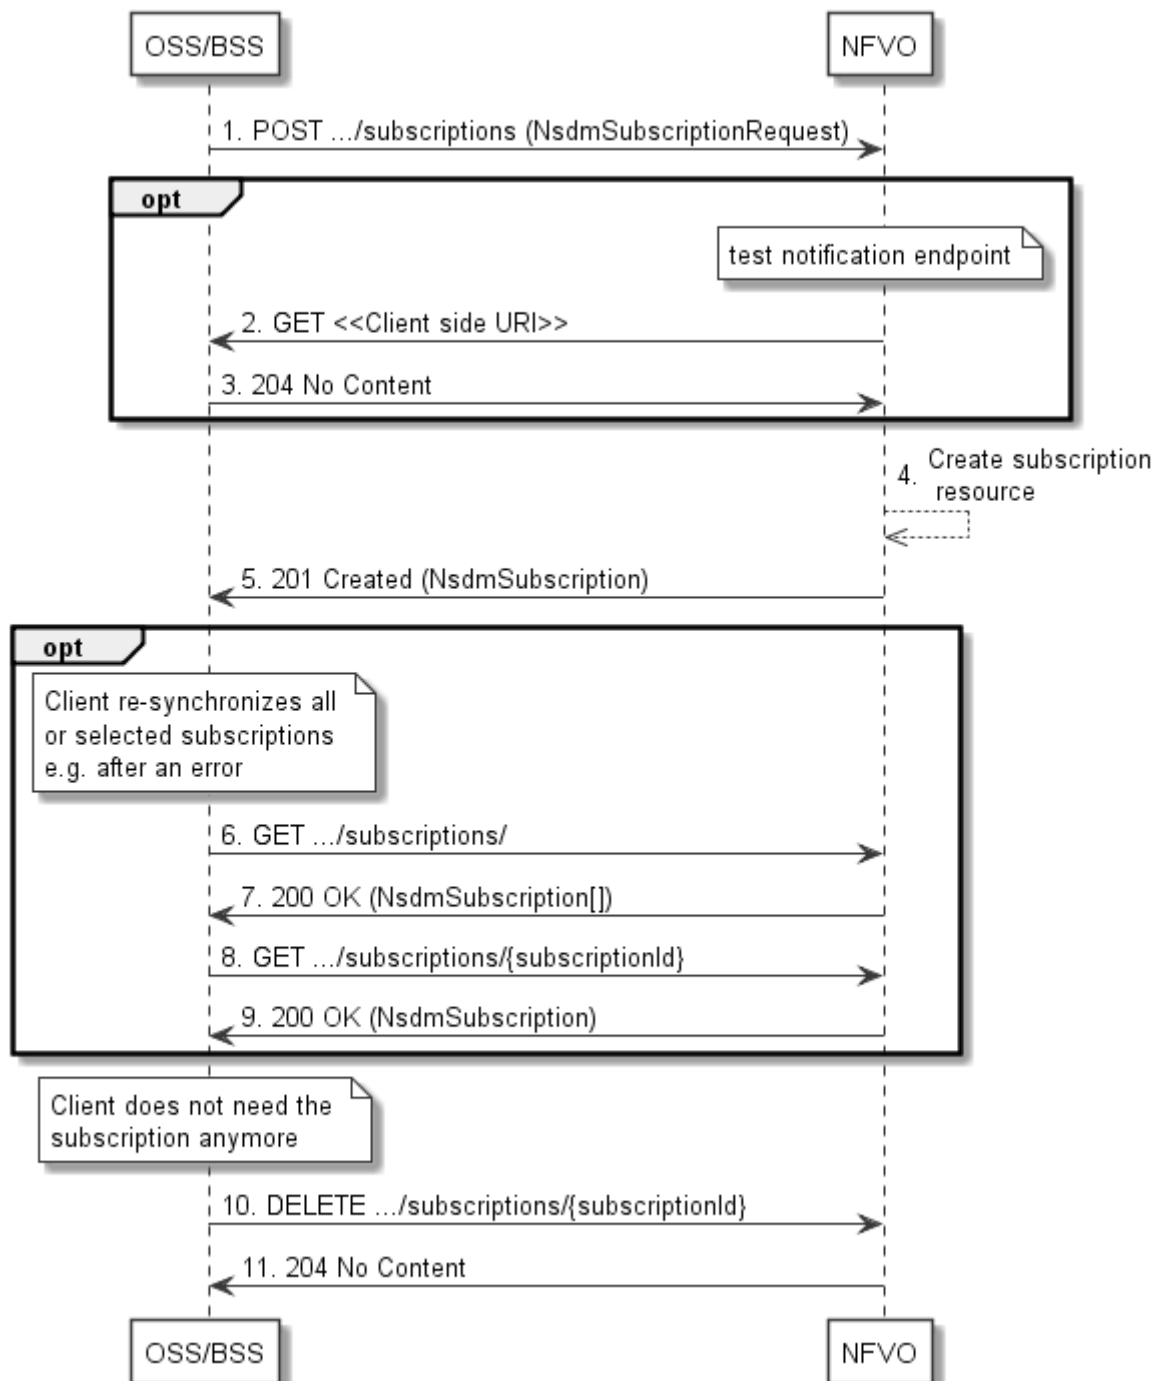 OSS/BSS
NFVO
1. POST .../subscriptions (NsdmSubscriptionRequest)
opt
test notification endpoint
2. GET <<Client side URI>>
3. 204 No Content
4. Create subscription
resource
5. 201 Created (NsdmSubscription)
opt
Client re-synchronizes all
or selected subscriptions
e.g. after an error
6. GET .../subscriptions/
7. 200 OK (NsdmSubscription[])
8. GET .../subscriptions/{subscriptionId}
9. 200 OK (NsdmSubscription)
Client does not need the
subscription anymore
10. DELETE .../subscriptions/{subscriptionId}
11. 204 No Content
OSS/BSS
NFVO